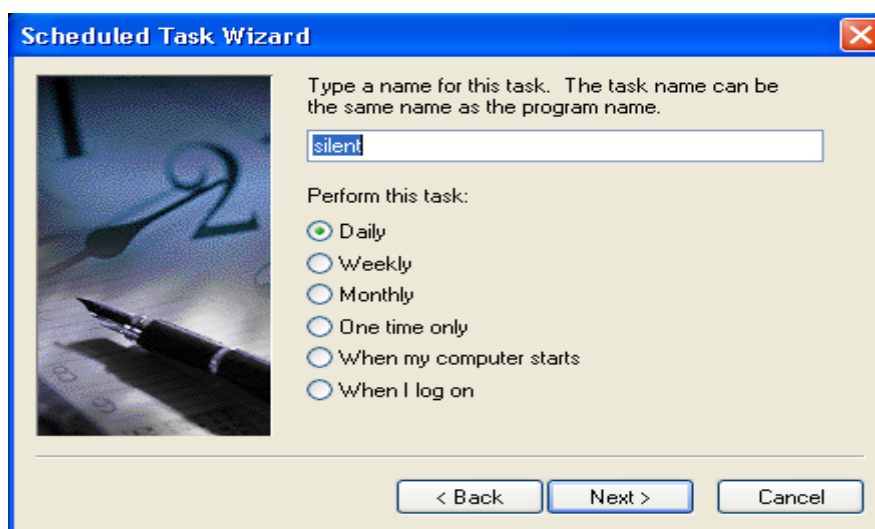 Scheduled Task Wizard
Type a name for this task. The task name can be
the same name as the program name.
silent
Perform this task:
Daily
Weekly
Monthly
One time only
When my computer starts
When I log on
< Back
Next >
Cancel